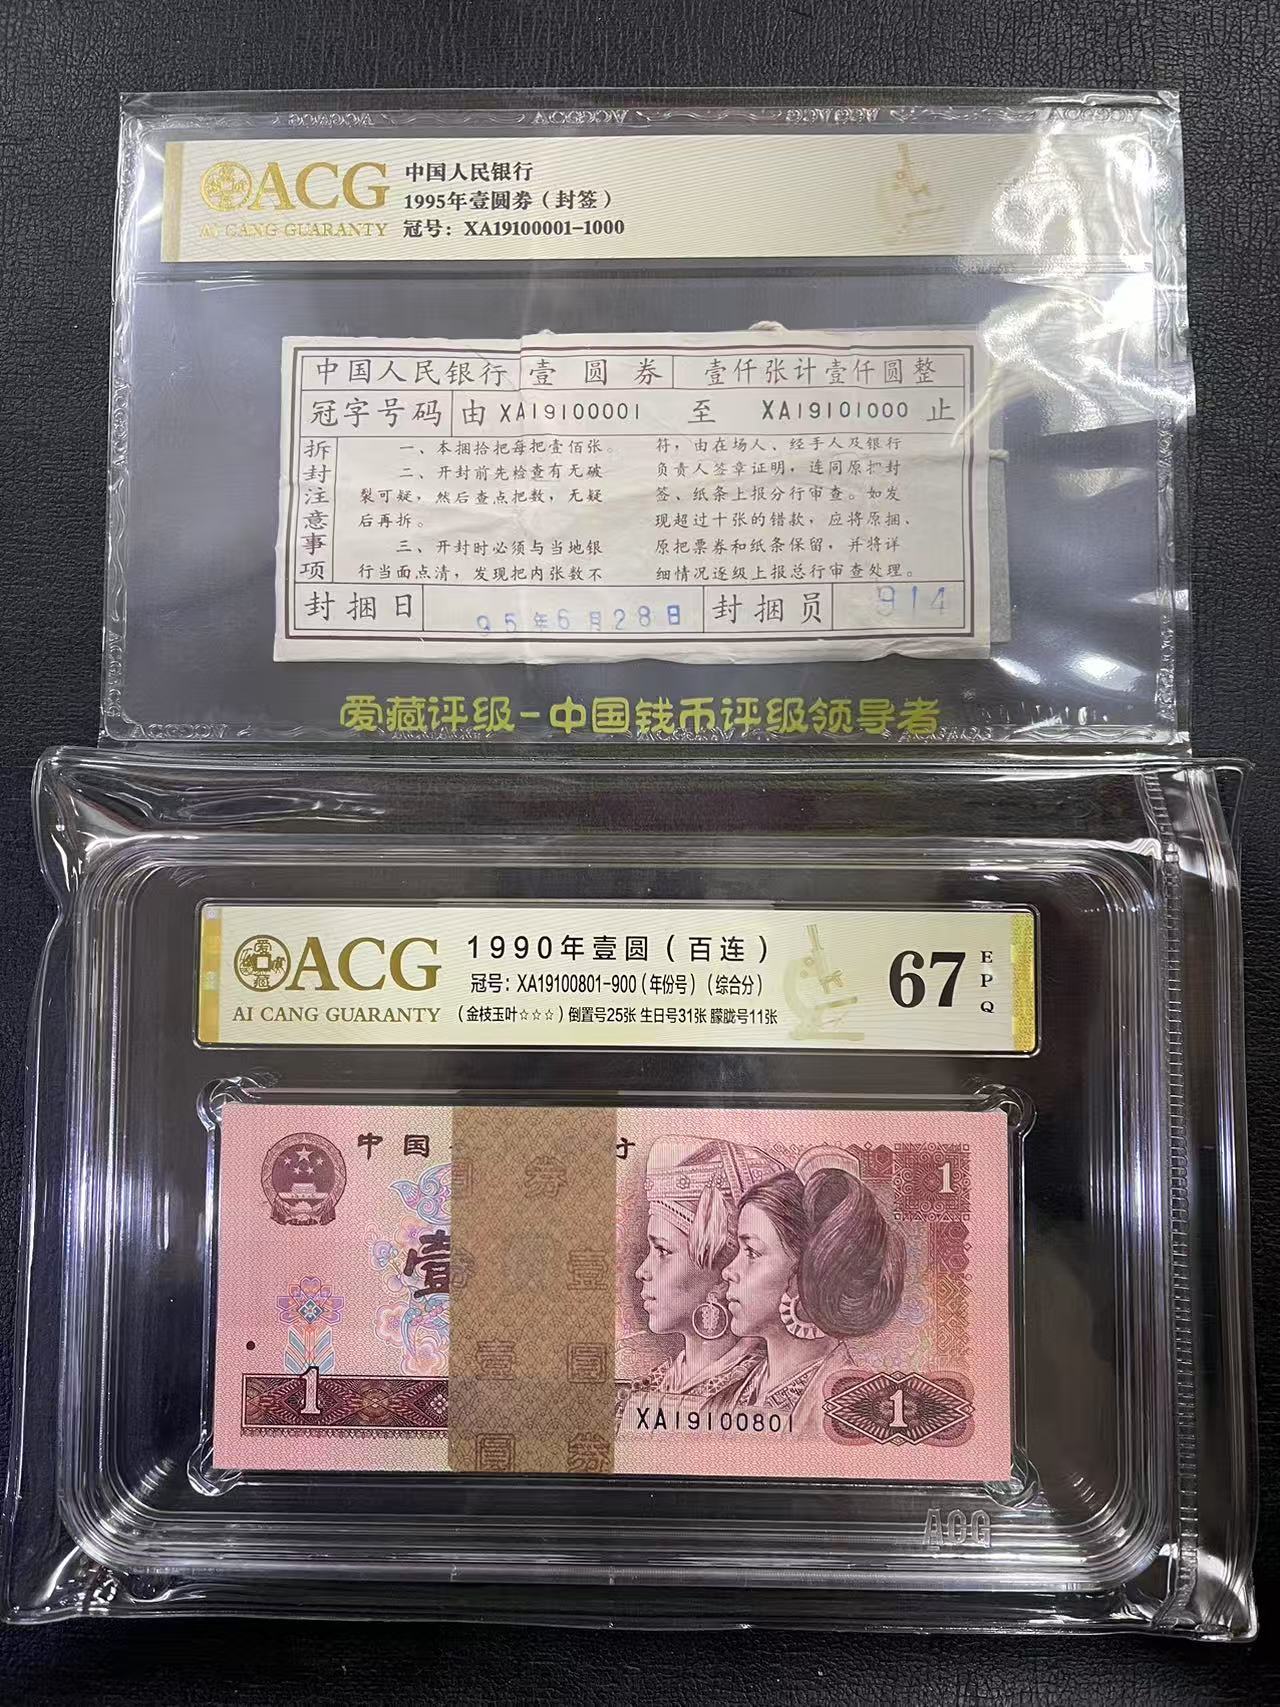 ACG
AI CANG GUARANTY
中国人民银行
1995年壹圆券（封签）
冠号：XA19100001-1000
中国人民银行 壹圆券 壹仟张计壹仟圆整
冠字号码 由 XA19100001 至 XA19101000 止
拆封注意事项
一、本捆拾把每把壹佰张。
二、开封前先检查有无破
裂可疑，然后查点把数，无疑
后再拆。
三、开封时必须与当地银
行当面点清，发现把内张数不
符，由在场人、经手人及银行
负责人签章证明，连同原把封
签、纸条上报分行审查。如发
现超过十张的错款，应将原捆、
原把票券和纸条保留，并将详
细情况逐级上报总行审查处理。
封捆日 95年6月28日 封捆员 914
爱藏评级-中国钱币评级领导者
爱藏
ACG
AI CANG GUARANTY
1990年壹圆（百连）
冠号：XA19100801-900（年份号）（综合分）
（金枝玉叶☆☆☆）倒置号25张 生日号31张 朦胧号11张
67
EPQ
中国
壹
1
1
XA19100801
1
券
壹
壹 圆
圆 券
ACG